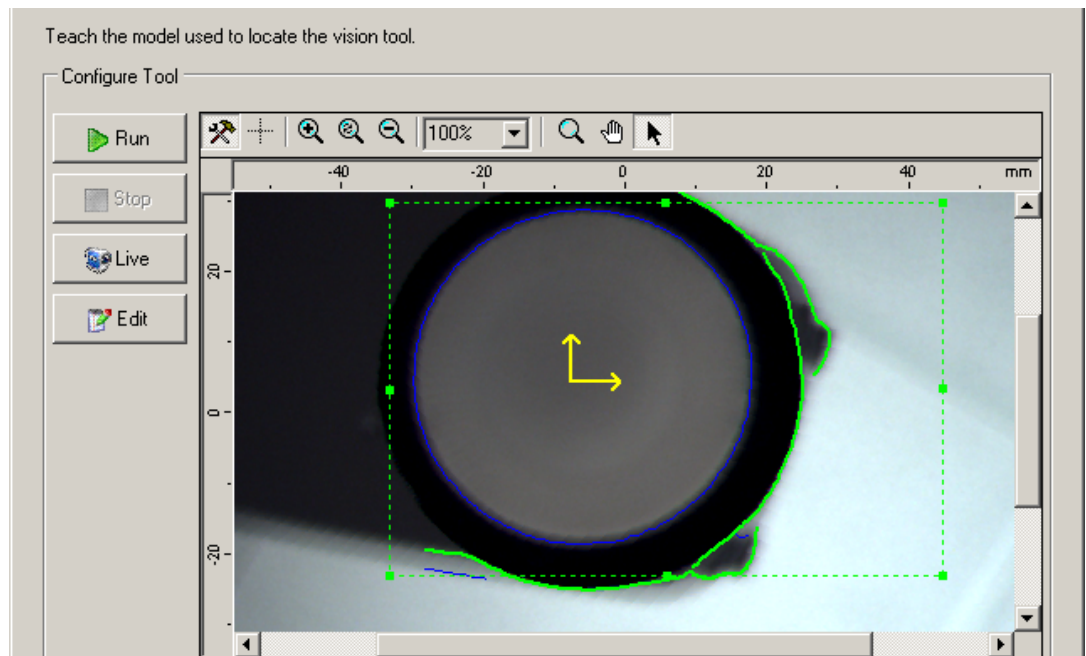 Teach the model used to locate the vision tool.
Configure Tool
Run
Stop
Live
Edit
100%
-40 -20 0 20 40 mm
20
0
-20